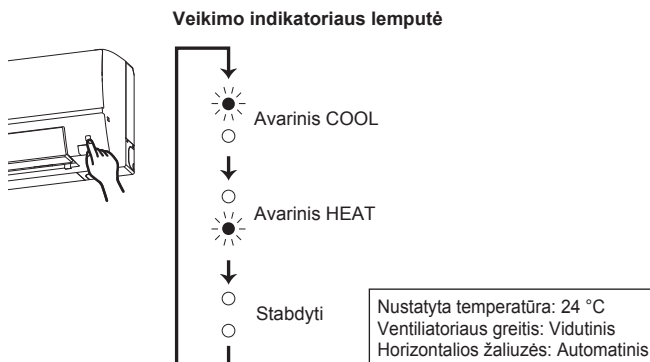 Veikimo indikatoriaus lemputė
Avarinis COOL
Avarinis HEAT
Stabdyti
Nustatyta temperatūra: 24 °C
Ventiliatoriaus greitis: Vidutinis
Horizontalios žaliuzės: Automatinis